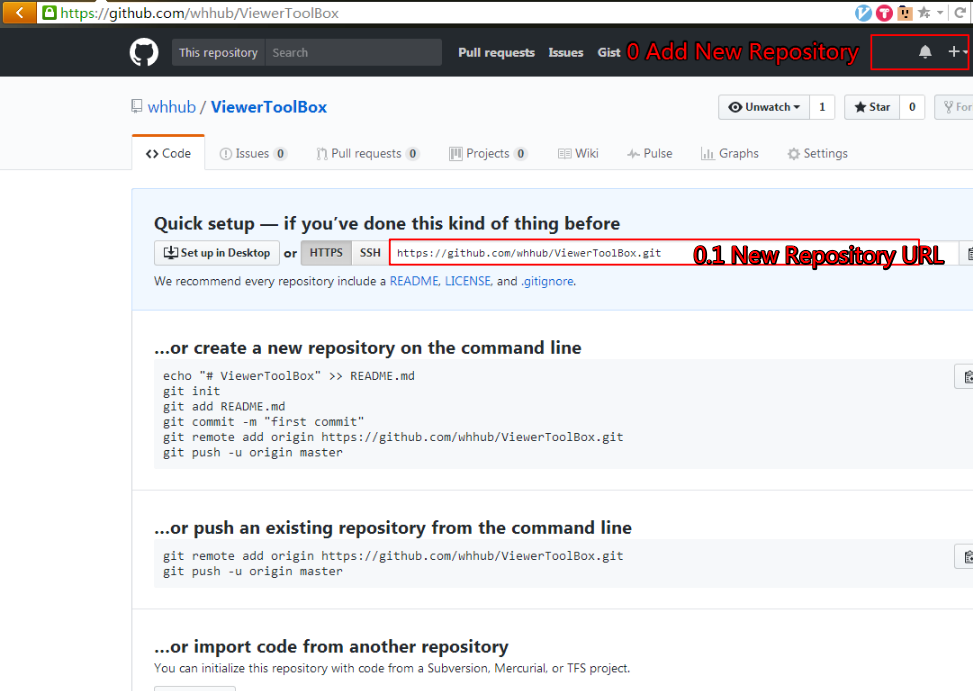 https://github.com/whhub/ViewerToolBox
This repository Search Pull requests Issues Gist 0 Add New Repository
whhub / ViewerToolBox
Unwatch 1 Star 0 For
Code Issues 0 Pull requests 0 Projects 0 Wiki Pulse Graphs Settings
Quick setup — if you’ve done this kind of thing before
Set up in Desktop or HTTPS SSH https://github.com/whhub/ViewerToolBox.git 0.1 New Repository URL
We recommend every repository include a README, LICENSE, and .gitignore.
…or create a new repository on the command line
echo "# ViewerToolBox" >> README.md
git init
git add README.md
git commit -m "first commit"
git remote add origin https://github.com/whhub/ViewerToolBox.git
git push -u origin master
…or push an existing repository from the command line
git remote add origin https://github.com/whhub/ViewerToolBox.git
git push -u origin master
…or import code from another repository
You can initialize this repository with code from a Subversion, Mercurial, or TFS project.